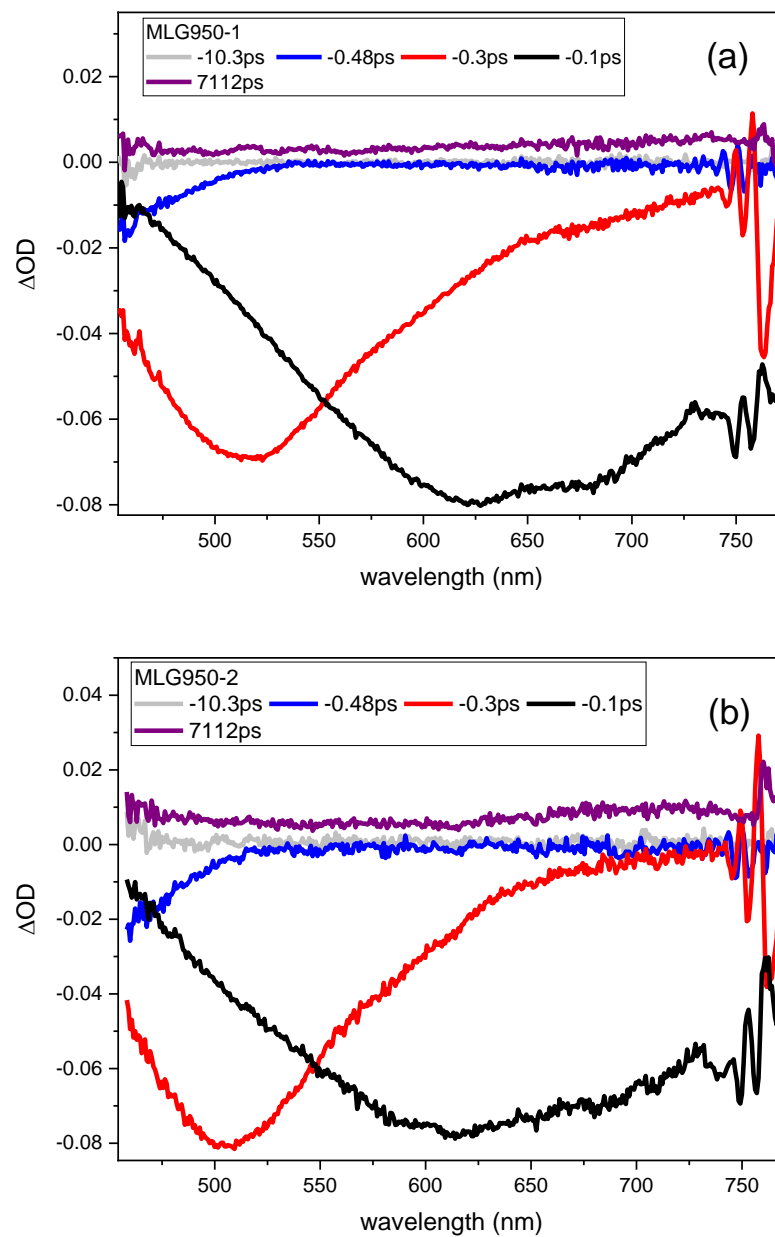 MLG950-1
-10.3ps -0.48ps -0.3ps -0.1ps
7112ps
(a)
0.02
0.00
-0.02
-0.04
-0.06
-0.08
ΔOD
500 550 600 650 700 750
wavelength (nm)
MLG950-2
-10.3ps -0.48ps -0.3ps -0.1ps
7112ps
(b)
0.04
0.02
0.00
-0.02
-0.04
-0.06
-0.08
ΔOD
500 550 600 650 700 750
wavelength (nm)